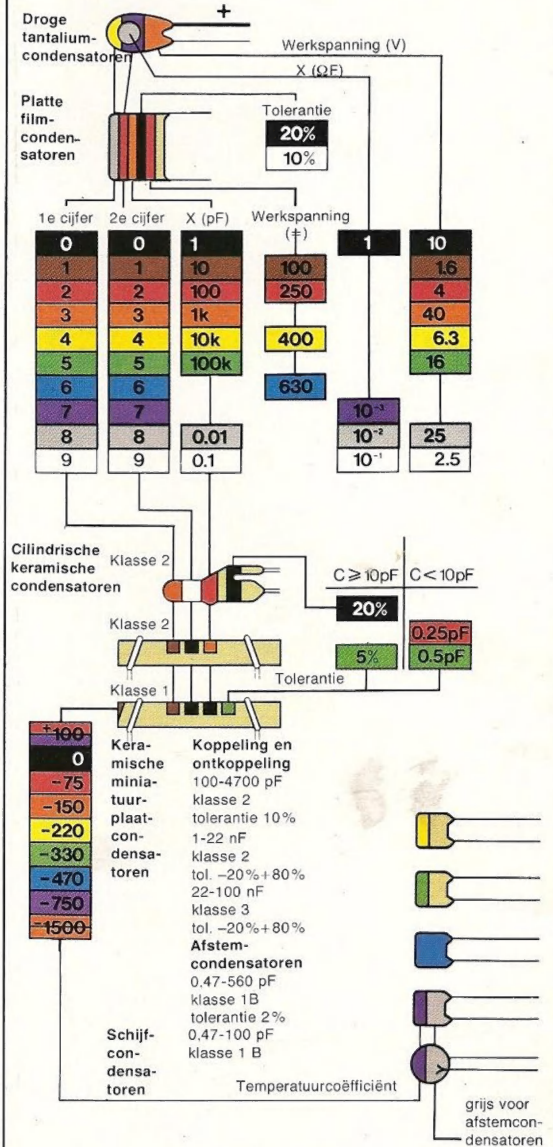 Droge
tantalium-
condensatoren
+
Werkspanning (V)
X (ΩF)
Platte
film-
conden-
satoren
Tolerantie
20%
10%
1e cijfer
2e cijfer
X (pF)
Werkspanning
(⧧)
0
1
2
3
4
5
6
7
8
9
0
1
2
3
4
5
6
7
8
9
1
10
100
1k
10k
100k
0.01
0.1
100
250
400
630
1
10⁻³
10⁻²
10⁻¹
10
1.6
4
40
6.3
16
25
2.5
Cilindrische
keramische
condensatoren
Klasse 2
C ≥ 10pF
C < 10pF
20%
0.25pF
5%
0.5pF
Klasse 2
Tolerantie
Klasse 1
+100
0
-75
-150
-220
-330
-470
-750
-1500
Kera-
mische
minia-
tuur-
plaat-
con-
densa-
toren
Koppeling en
ontkoppeling
100-4700 pF
klasse 2
tolerantie 10%
1-22 nF
klasse 2
tol. –20%+80%
22-100 nF
klasse 3
tol. –20%+80%
Afstem-
condensatoren
0,47-560 pF
klasse 1B
tolerantie 2%
Schijf-
con-
densa-
toren
0,47-100 pF
klasse 1 B
Temperatuurcoëfficiënt
grijs voor
afstemcon-
densatoren